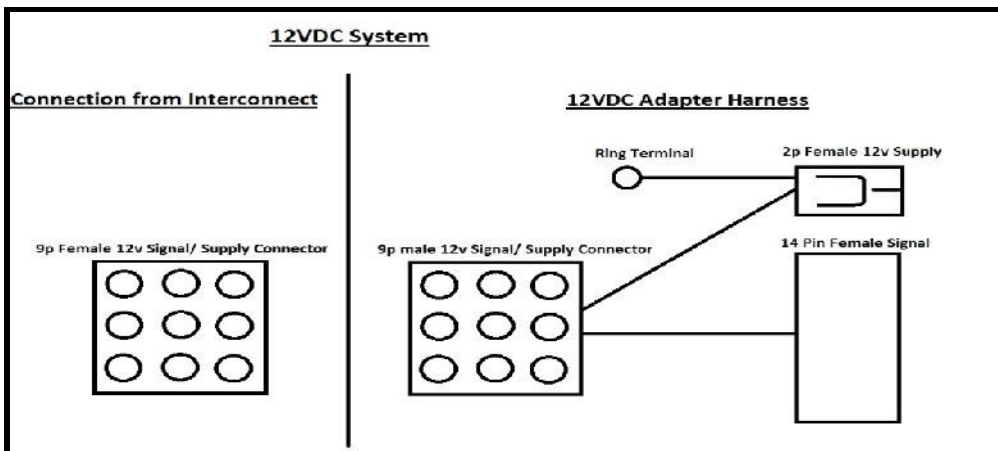 12VDC System
Connection from Interconnect
12VDC Adapter Harness
Ring Terminal
2p Female 12v Supply
9p Female 12v Signal/ Supply Connector
9p male 12v Signal/ Supply Connector
14 Pin Female Signal